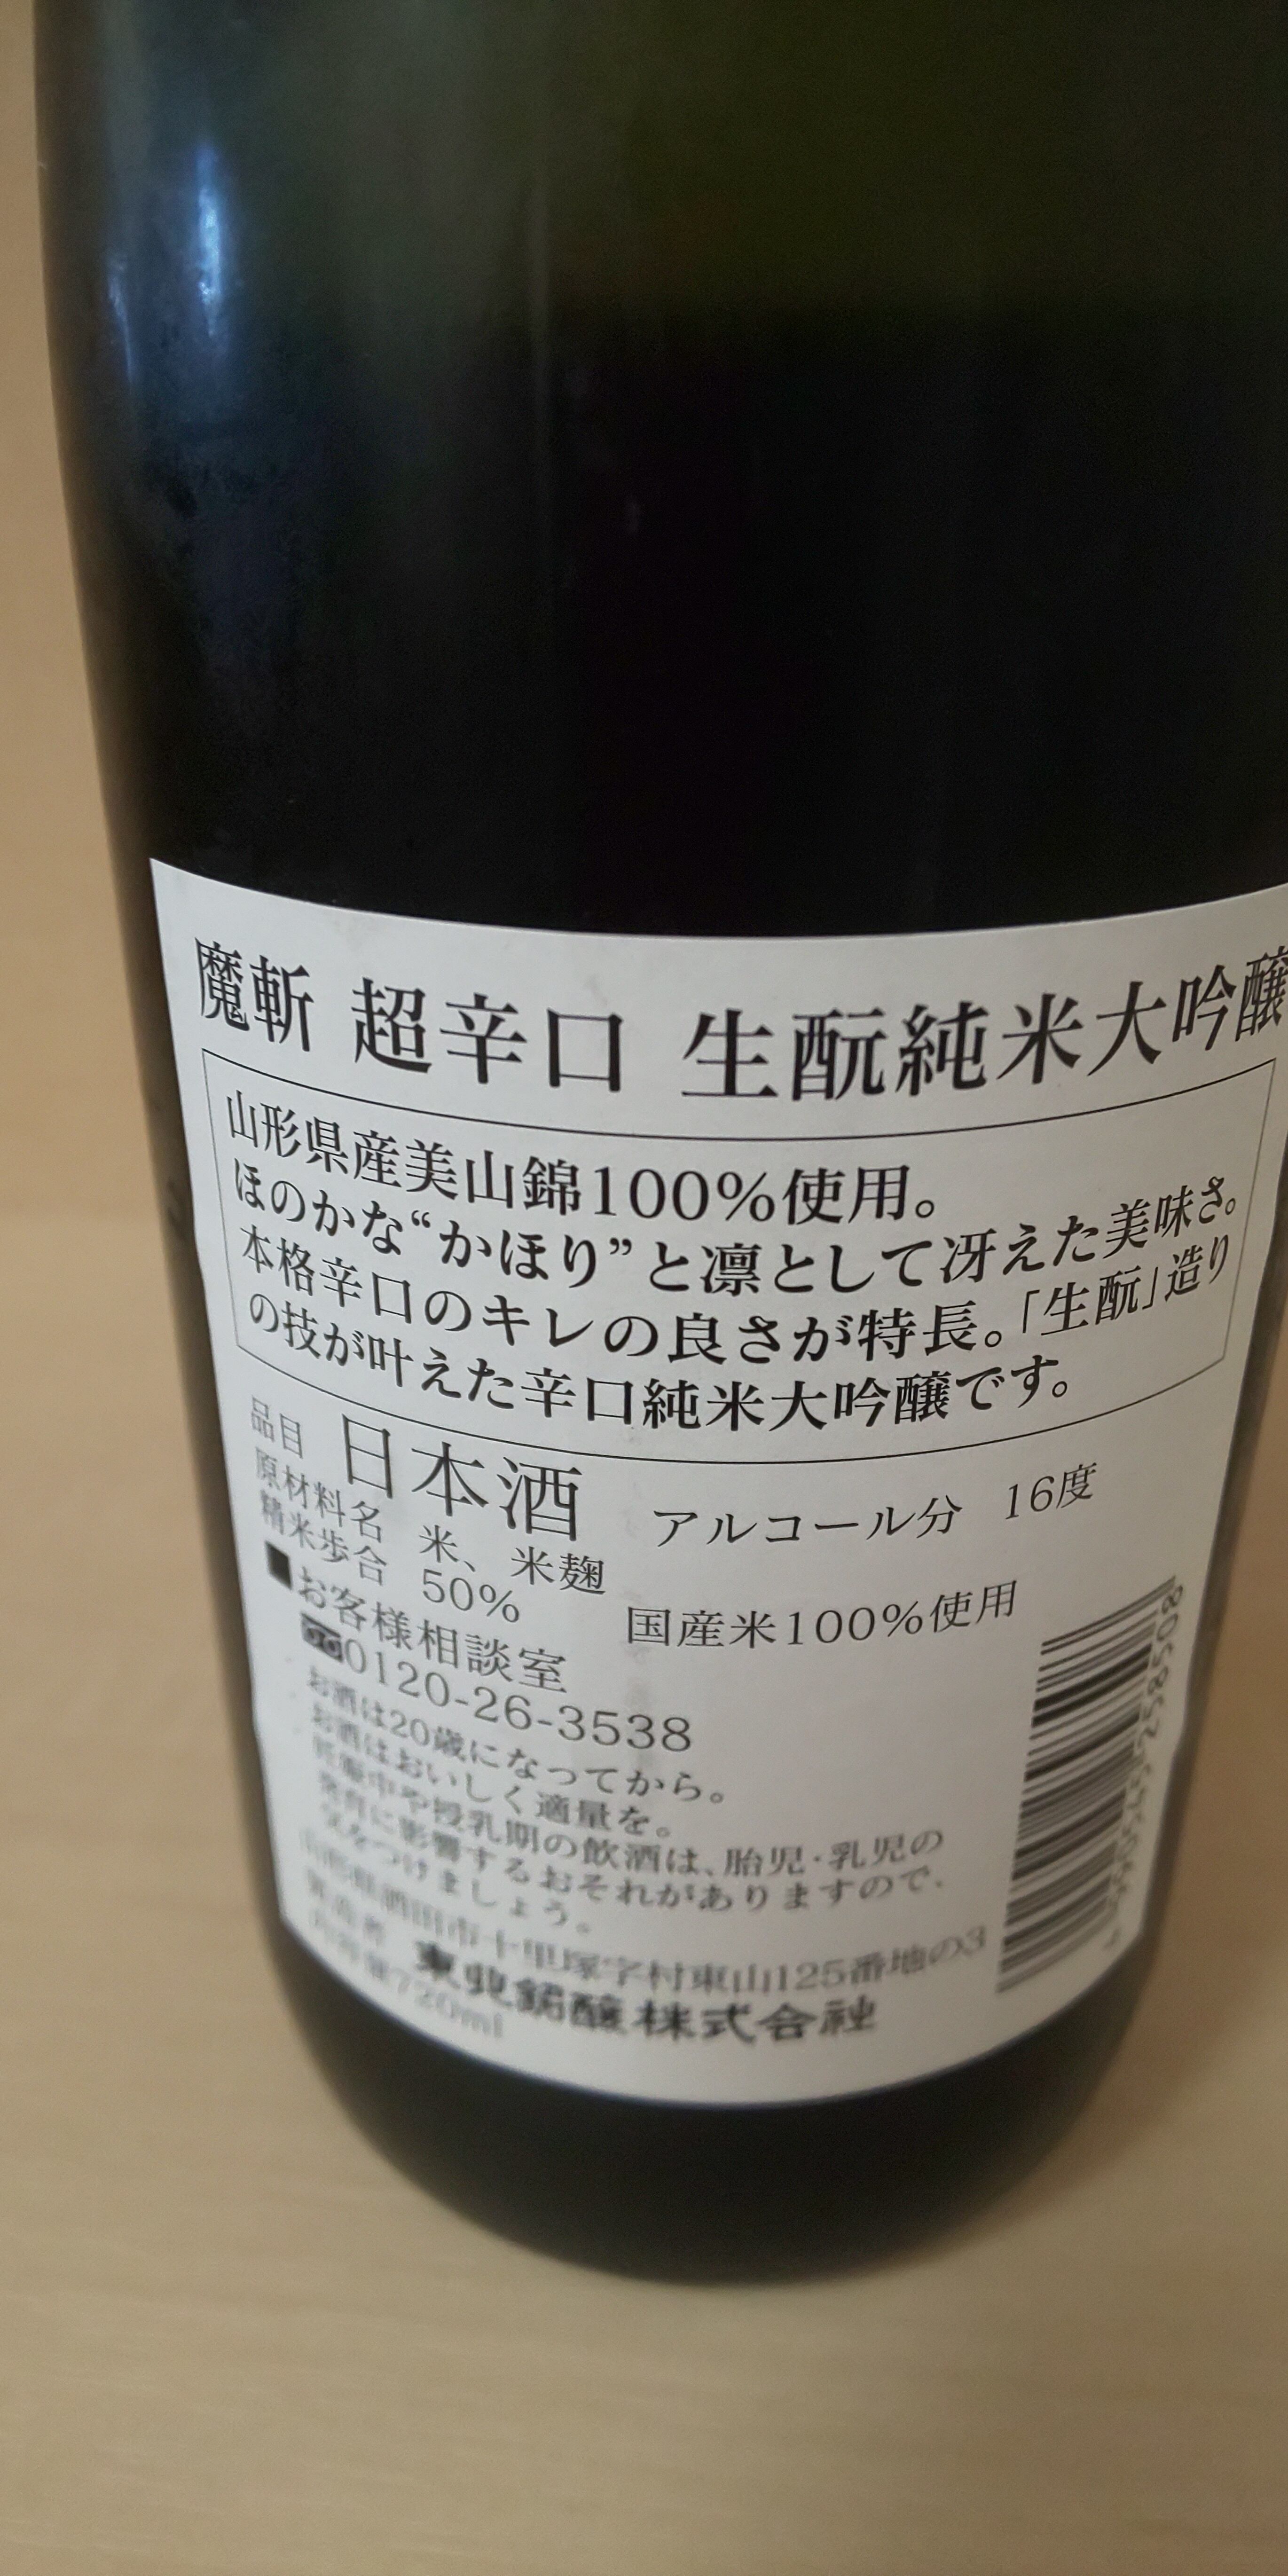 魔斬 超辛口 生酛純米大吟醸
山形県産美山錦100%使用。
ほのかな“かほり”と凛として冴えた美味さ。
本格辛口のキレの良さが特長。「生酛」造り
の技が叶えた辛口純米大吟醸です。
品目 日本酒 アルコール分 16度
原材料名 米、米麹
精米歩合 50% 国産米100%使用
■お客様相談室
0120-26-3538
お酒は20歳になってから。
お酒はおいしく適量を。
妊娠中や授乳期の飲酒は、胎児・乳児の
発育に影響するおそれがありますので、
気をつけましょう。
山形県酒田市十里塚字村東山125番地の3
製造者 東北銘醸株式会社
内容量720ml